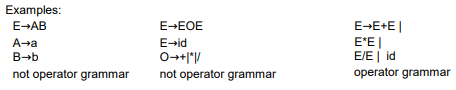 Examples:
E→AB
A→a
B→b
not operator grammar
E→EOE
E→id
O→+|*|/
not operator grammar
E→E+E |
E*E |
E/E | id
operator grammar